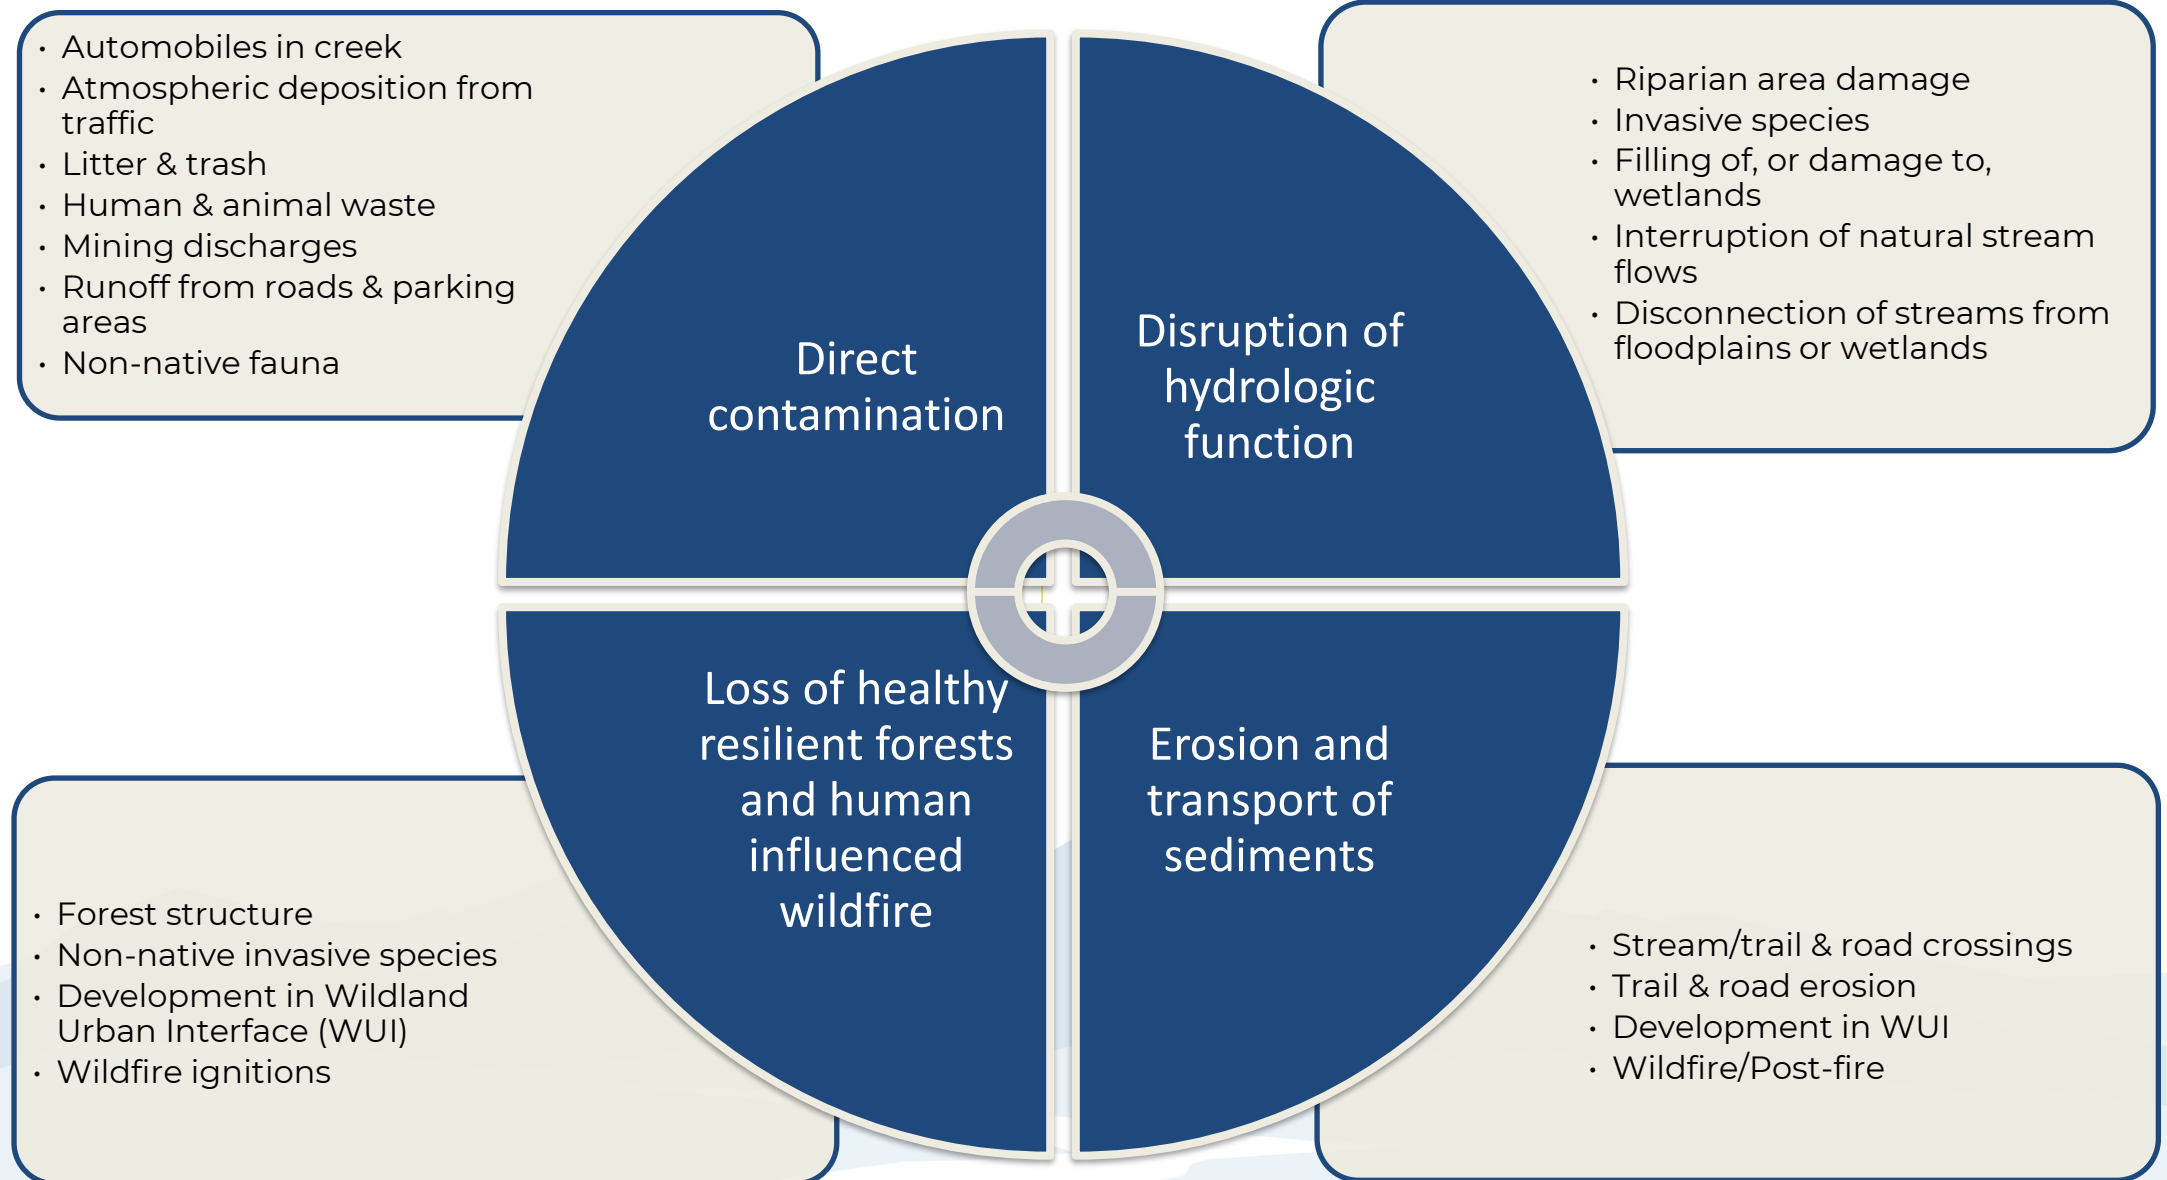 • Automobiles in creek
• Atmospheric deposition from
traffic
• Litter & trash
• Human & animal waste
• Mining discharges
• Runoff from roads & parking
areas
• Non-native fauna
Direct
contamination
Disruption of
hydrologic
function
• Riparian area damage
• Invasive species
• Filling of, or damage to,
wetlands
• Interruption of natural stream
flows
• Disconnection of streams from
floodplains or wetlands
• Forest structure
• Non-native invasive species
• Development in Wildland
Urban Interface (WUI)
• Wildfire ignitions
Loss of healthy
resilient forests
and human
influenced
wildfire
Erosion and
transport of
sediments
• Stream/trail & road crossings
• Trail & road erosion
• Development in WUI
• Wildfire/Post-fire